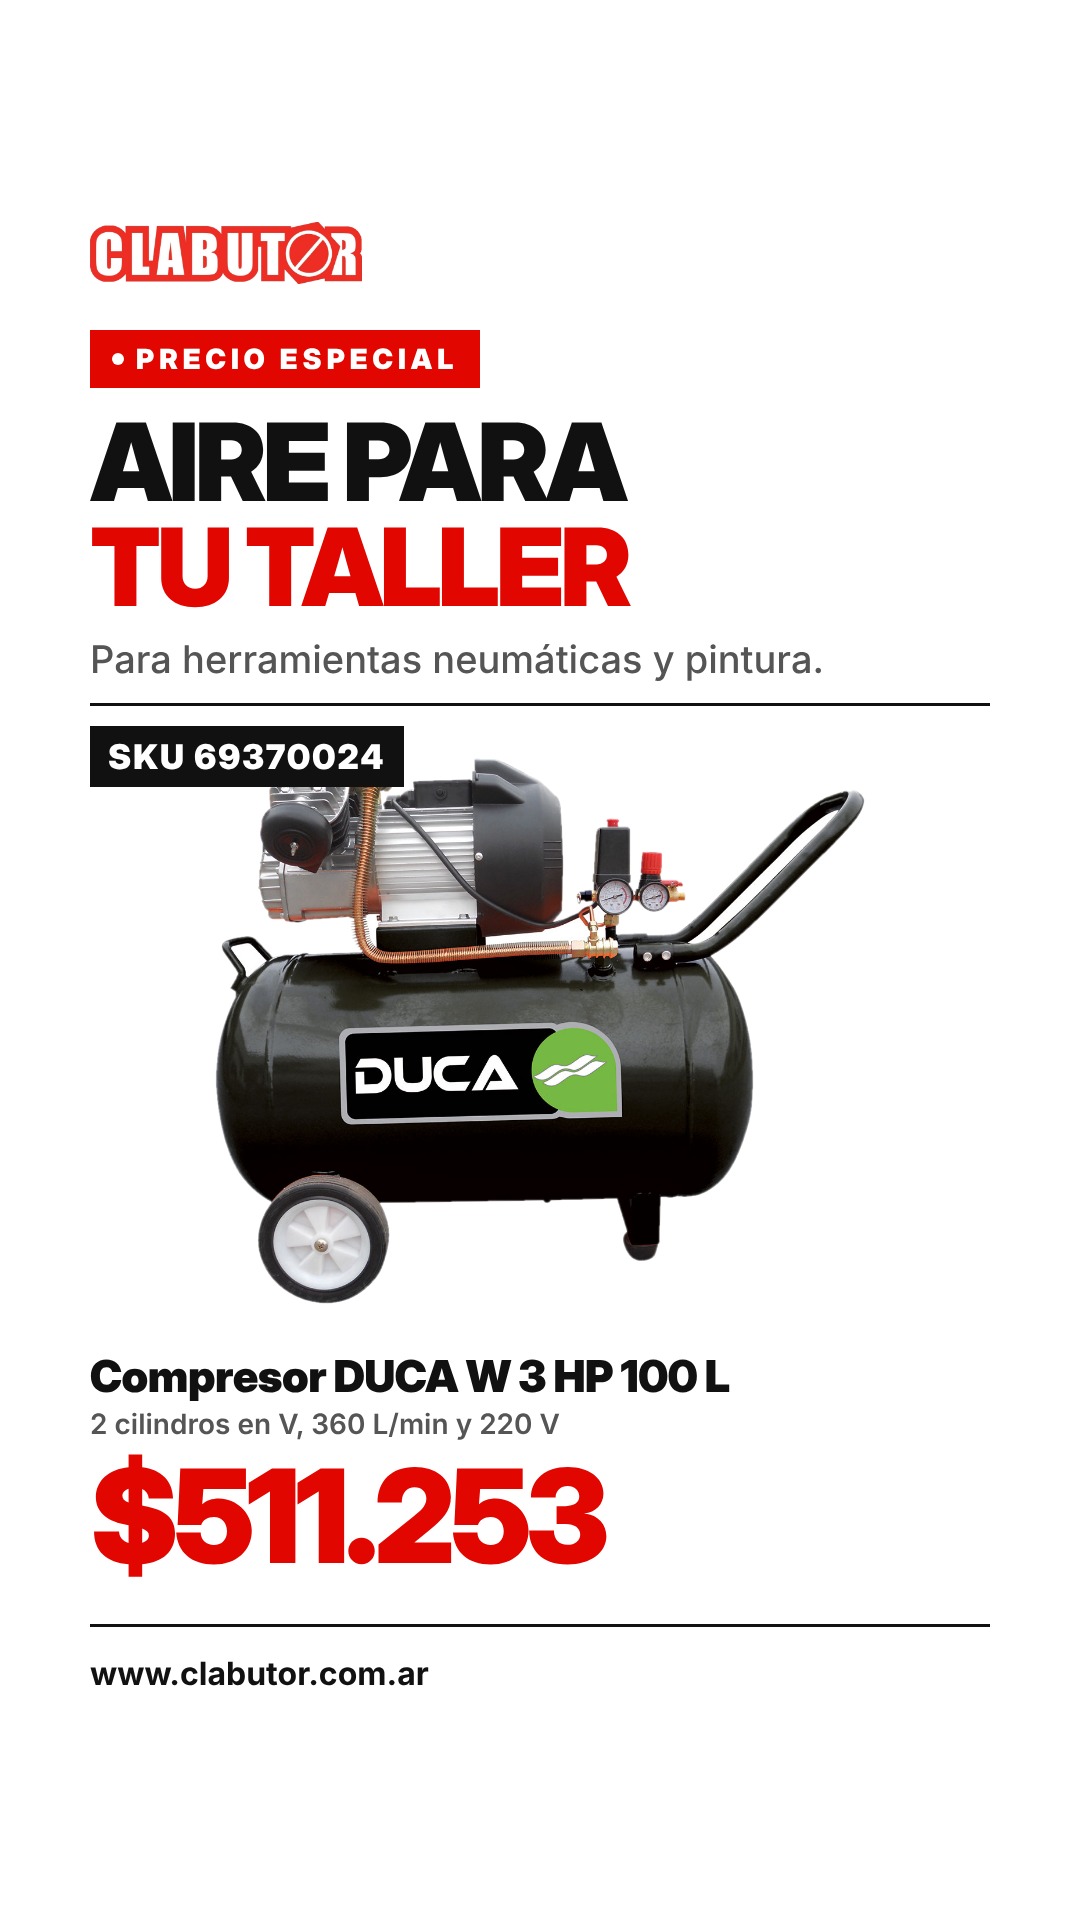 CLABUTOR
• PRECIO ESPECIAL
AIRE PARA
TU TALLER
Para herramientas neumáticas y pintura.
SKU 69370024
DUCA
Compresor DUCA W 3 HP 100 L
2 cilindros en V, 360 L/min y 220 V
$511.253
www.clabutor.com.ar